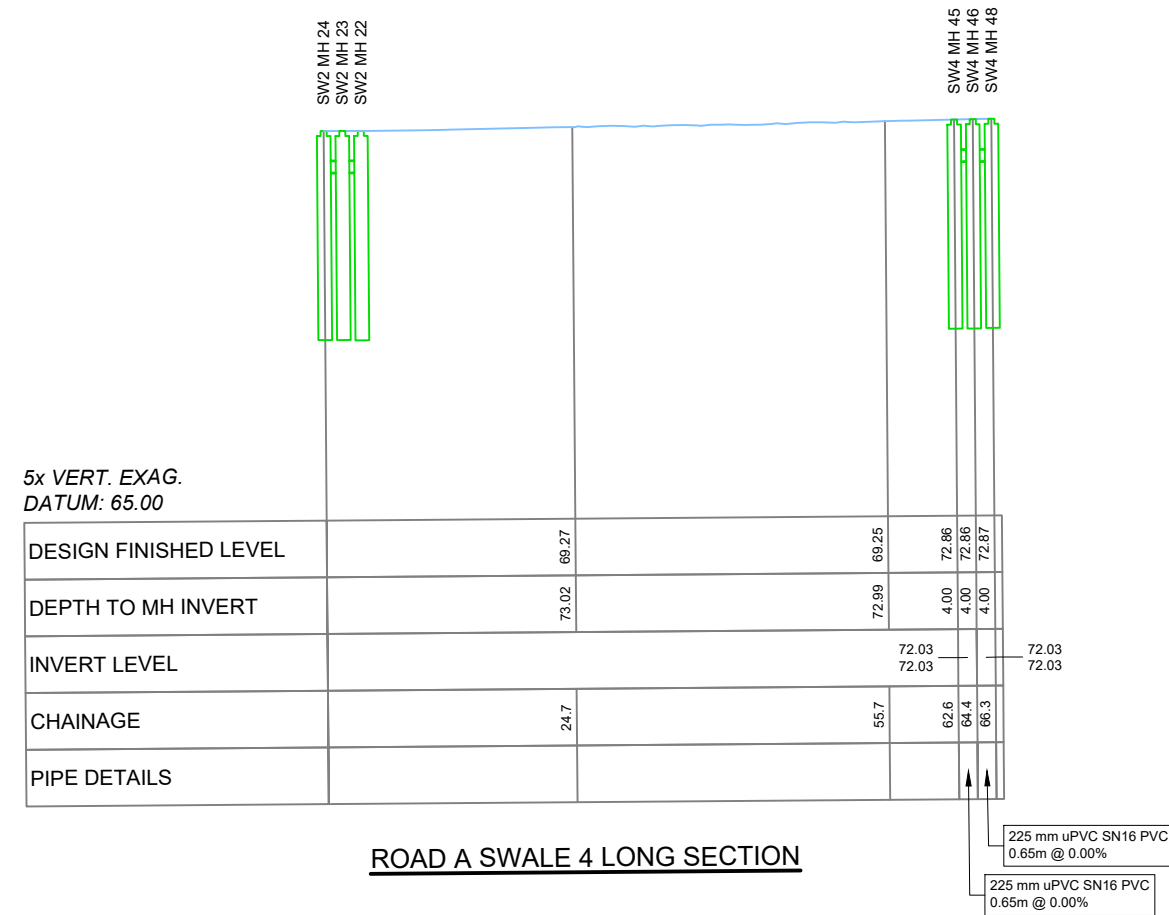 SW2 MH 24
SW2 MH 23
SW2 MH 22
SW4 MH 45
SW4 MH 46
SW4 MH 48
5x VERT. EXAG.
DATUM: 65.00
DESIGN FINISHED LEVEL 69.27 69.25 72.86 72.86 72.87
DEPTH TO MH INVERT 73.02 72.99 4.00 4.00 4.00
INVERT LEVEL
72.03
72.03
72.03
72.03
CHAINAGE 24.7 55.7 62.6 64.4 66.3
PIPE DETAILS
ROAD A SWALE 4 LONG SECTION
225 mm uPVC SN16 PVC
0.65m @ 0.00%
225 mm uPVC SN16 PVC
0.65m @ 0.00%